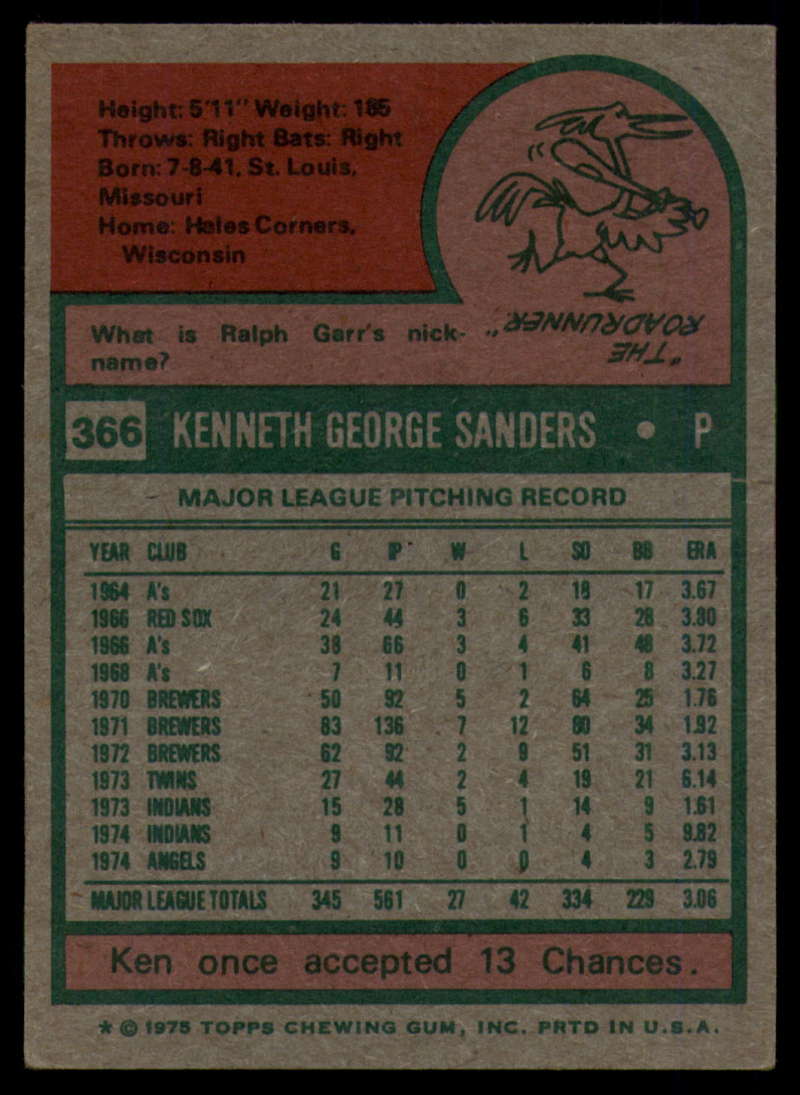 Height: 5'11" Weight: 185
Throws: Right Bats: Right
Born: 7-8-41, St. Louis,
Missouri
Home: Hales Corners,
Wisconsin
What is Ralph Garr's nick-
name?
"THE
ROADRUNNER"
366 KENNETH GEORGE SANDERS • P
MAJOR LEAGUE PITCHING RECORD
YEAR CLUB G IP W L SO BB ERA
1964 A's 21 27 0 2 18 17 3.67
1966 RED SOX 24 44 3 6 33 28 3.80
1966 A's 38 66 3 4 41 48 3.72
1968 A's 7 11 0 1 6 8 3.27
1970 BREWERS 50 92 5 2 64 25 1.76
1971 BREWERS 83 136 7 12 80 34 1.92
1972 BREWERS 62 92 2 9 51 31 3.13
1973 TWINS 27 44 2 4 19 21 6.14
1973 INDIANS 15 28 5 1 14 9 1.61
1974 INDIANS 9 11 0 1 4 5 9.82
1974 ANGELS 9 10 0 0 4 3 2.79
MAJOR LEAGUE TOTALS 345 561 27 42 334 229 3.06
Ken once accepted 13 Chances.
* © 1975 TOPPS CHEWING GUM, INC. PRTD IN U.S.A.